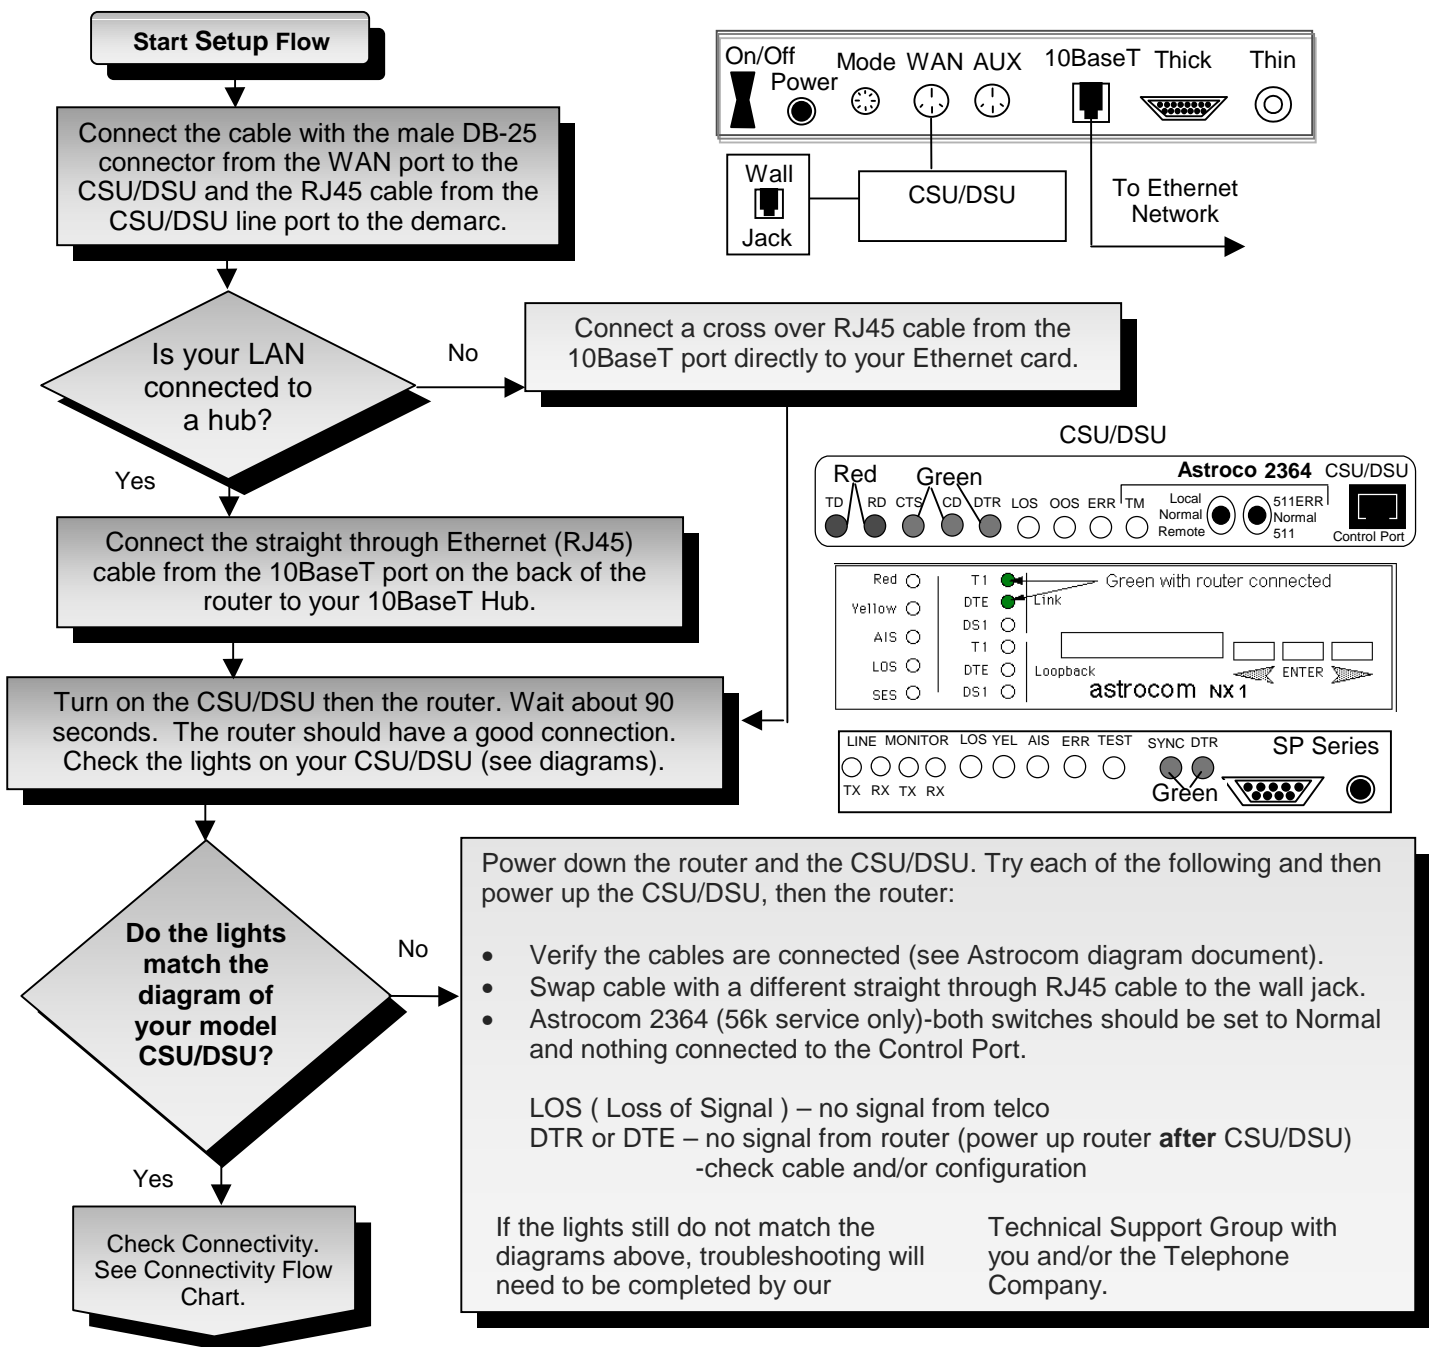 Start Setup Flow
Connect the cable with the male DB-25
connector from the WAN port to the
CSU/DSU and the RJ45 cable from the
CSU/DSU line port to the demarc.
On/Off
Power
Mode WAN AUX
10BaseT Thick Thin
Wall
Jack
CSU/DSU
To Ethernet
Network
Is your LAN
connected to
a hub?
No
Yes
Connect a cross over RJ45 cable from the
10BaseT port directly to your Ethernet card.
Connect the straight through Ethernet (RJ45)
cable from the 10BaseT port on the back of the
router to your 10BaseT Hub.
Turn on the CSU/DSU then the router. Wait about 90
seconds. The router should have a good connection.
Check the lights on your CSU/DSU (see diagrams).
CSU/DSU
Red Green
Astroco 2364 CSU/DSU
TD RD CTS CD DTR LOS OOS ERR TM
Local
Normal
Remote
511ERR
Normal
511
Control Port
Red
Yellow
AIS
LOS
SES
T1
DTE
DS1
Link
T1
DTE
DS1
Loopback
Green with router connected
ENTER
astrocom NX1
LINE MONITOR LOS YEL AIS ERR TEST SYNC DTR
SP Series
TX RX TX RX
Green
Do the lights
match the
diagram of
your model
CSU/DSU?
No
Yes
Power down the router and the CSU/DSU. Try each of the following and then
power up the CSU/DSU, then the router:
• Verify the cables are connected (see Astrocom diagram document).
• Swap cable with a different straight through RJ45 cable to the wall jack.
• Astrocom 2364 (56k service only)-both switches should be set to Normal
and nothing connected to the Control Port.
LOS ( Loss of Signal ) – no signal from telco
DTR or DTE – no signal from router (power up router after CSU/DSU)
-check cable and/or configuration
If the lights still do not match the
diagrams above, troubleshooting will
need to be completed by our
Technical Support Group with
you and/or the Telephone
Company.
Check Connectivity.
See Connectivity Flow
Chart.